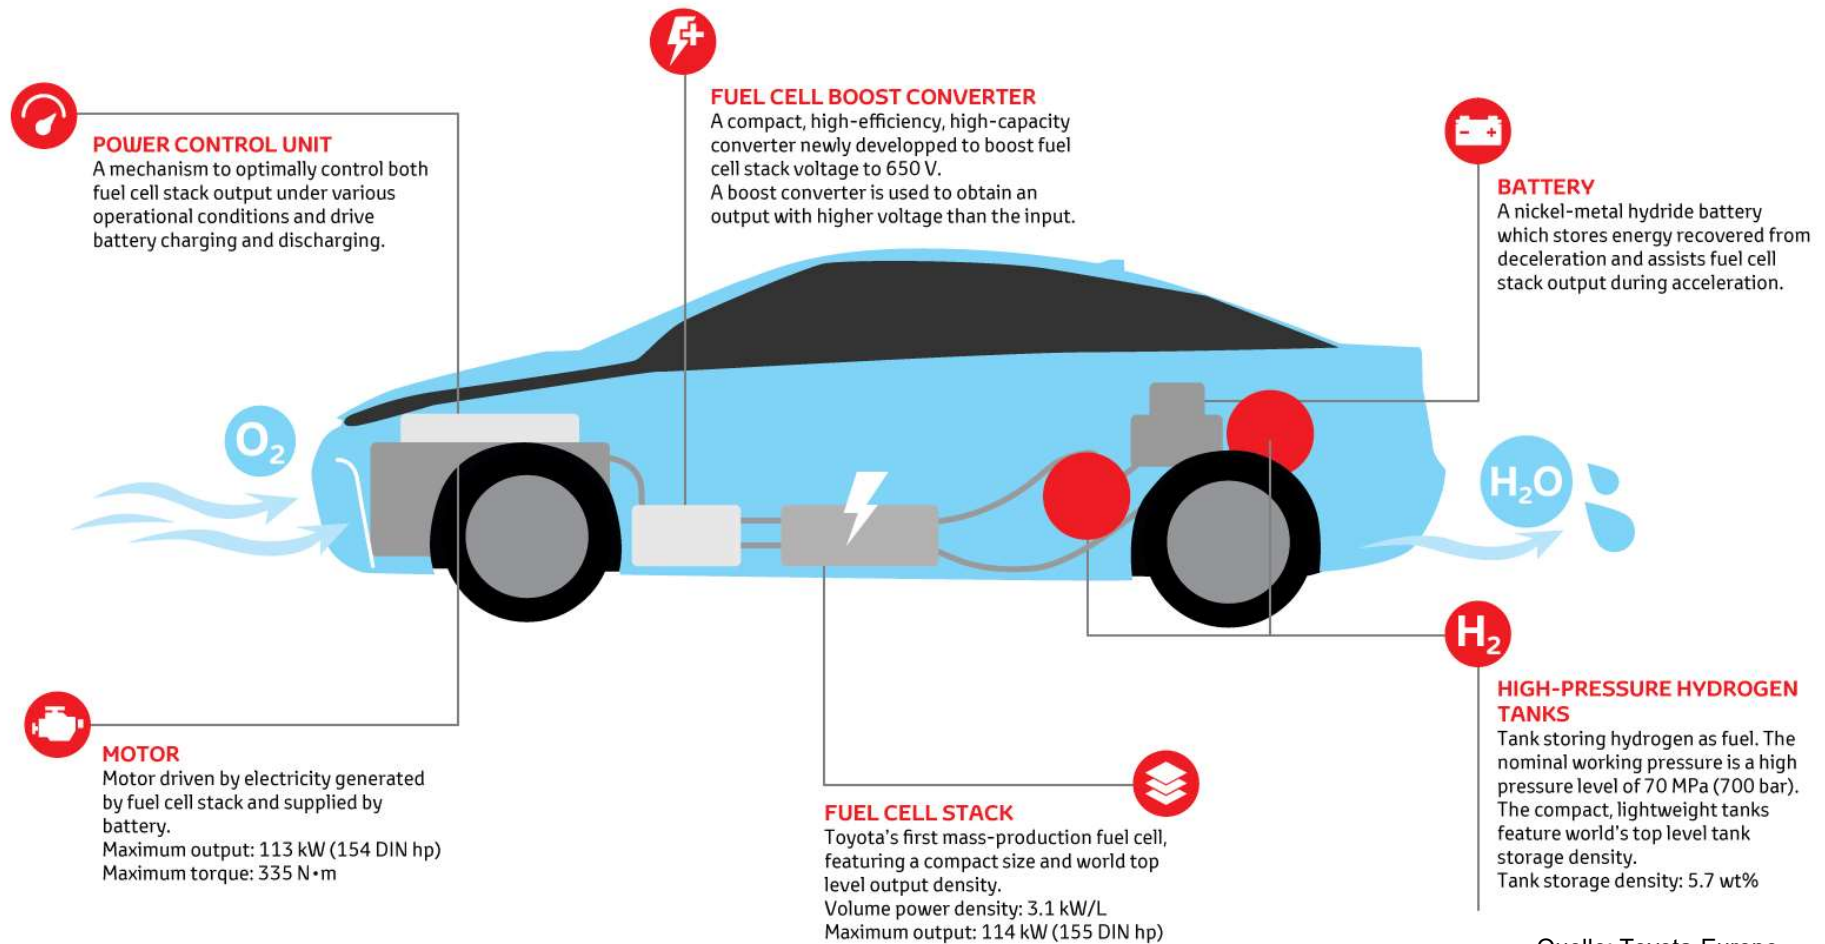 FUEL CELL BOOST CONVERTER
A compact, high-efficiency, high-capacity
converter newly developped to boost fuel
cell stack voltage to 650 V.
A boost converter is used to obtain an
output with higher voltage than the input.
POWER CONTROL UNIT
A mechanism to optimally control both
fuel cell stack output under various
operational conditions and drive
battery charging and discharging.
BATTERY
A nickel-metal hydride battery
which stores energy recovered from
deceleration and assists fuel cell
stack output during acceleration.
O₂
H₂O
H₂
HIGH-PRESSURE HYDROGEN
TANKS
Tank storing hydrogen as fuel. The
nominal working pressure is a high
pressure level of 70 MPa (700 bar).
The compact, lightweight tanks
feature world's top level tank
storage density.
Tank storage density: 5.7 wt%
MOTOR
Motor driven by electricity generated
by fuel cell stack and supplied by
battery.
Maximum output: 113 kW (154 DIN hp)
Maximum torque: 335 N•m
FUEL CELL STACK
Toyota's first mass-production fuel cell,
featuring a compact size and world top
level output density.
Volume power density: 3.1 kW/L
Maximum output: 114 kW (155 DIN hp)
Quelle: Toyota Europe